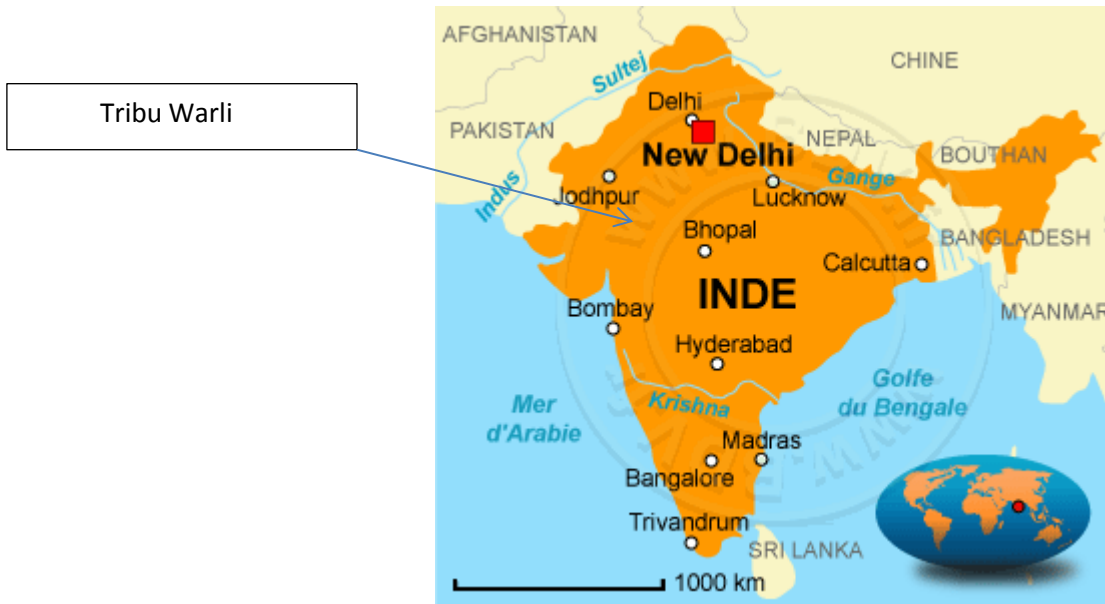 Tribu Warli
AFGHANISTAN
CHINE
Sultej
Delhi
PAKISTAN
NEPAL
New Delhi
BOUTHAN
Indus
Jodhpur
Gange
Lucknow
Bhopal
BANGLADESH
Calcutta
INDE
Bombay
MYANMAR
Hyderabad
Golfe
du Bengale
Krishna
Mer
d'Arabie
Madras
Bangalore
Trivandrum
SRI LANKA
1000 km